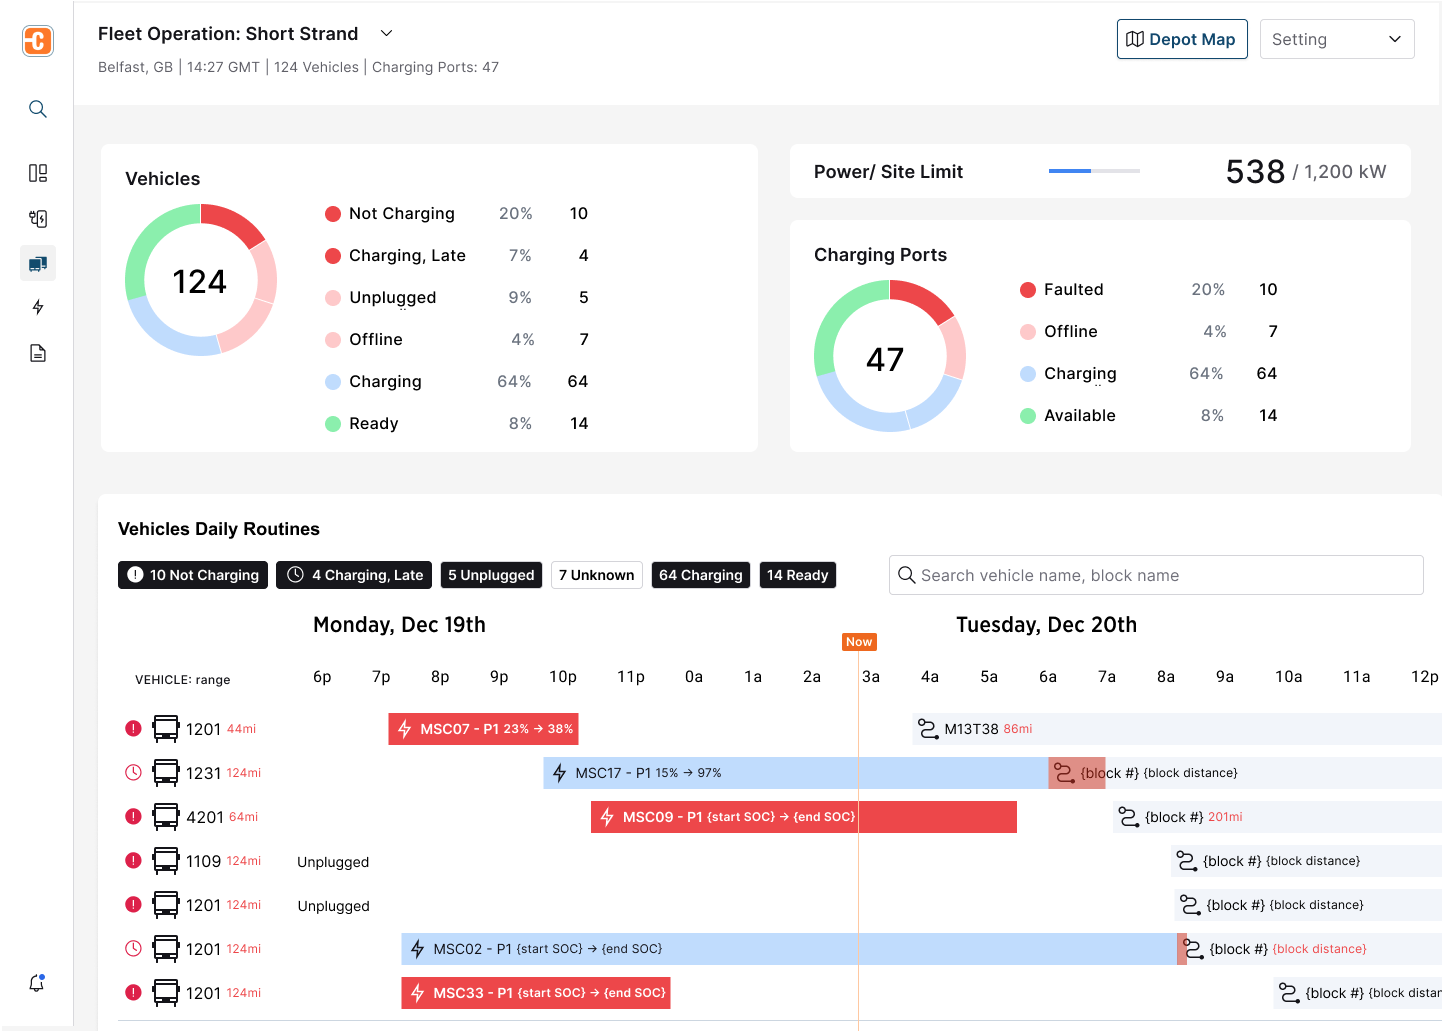 Fleet Operation: Short Strand
Belfast, GB | 14:27 GMT | 124 Vehicles | Charging Ports: 47
Depot Map
Setting
Vehicles
124
Not Charging 20% 10
Charging, Late 7% 4
Unplugged 9% 5
Offline 4% 7
Charging 64% 64
Ready 8% 14
Power/ Site Limit
538 / 1,200 kW
Charging Ports
47
Faulted 20% 10
Offline 4% 7
Charging 64% 64
Available 8% 14
Vehicles Daily Routines
10 Not Charging
4 Charging, Late
5 Unplugged
7 Unknown
64 Charging
14 Ready
Search vehicle name, block name
Monday, Dec 19th
Tuesday, Dec 20th
Now
VEHICLE: range
6p 7p 8p 9p 10p 11p 0a 1a 2a 3a 4a 5a 6a 7a 8a 9a 10a 11a 12p
1201 44mi MSC07 - P1 23% → 38% M13T38 86mi
1231 124mi MSC17 - P1 15% → 97% {block #} {block distance}
4201 64mi MSC09 - P1 {start SOC} → {end SOC} {block #} 201mi
1109 124mi Unplugged {block #} {block distance}
1201 124mi Unplugged {block #} {block distance}
1201 124mi MSC02 - P1 {start SOC} → {end SOC} {block #} {block distance}
1201 124mi MSC33 - P1 {start SOC} → {end SOC} {block #} {block distan